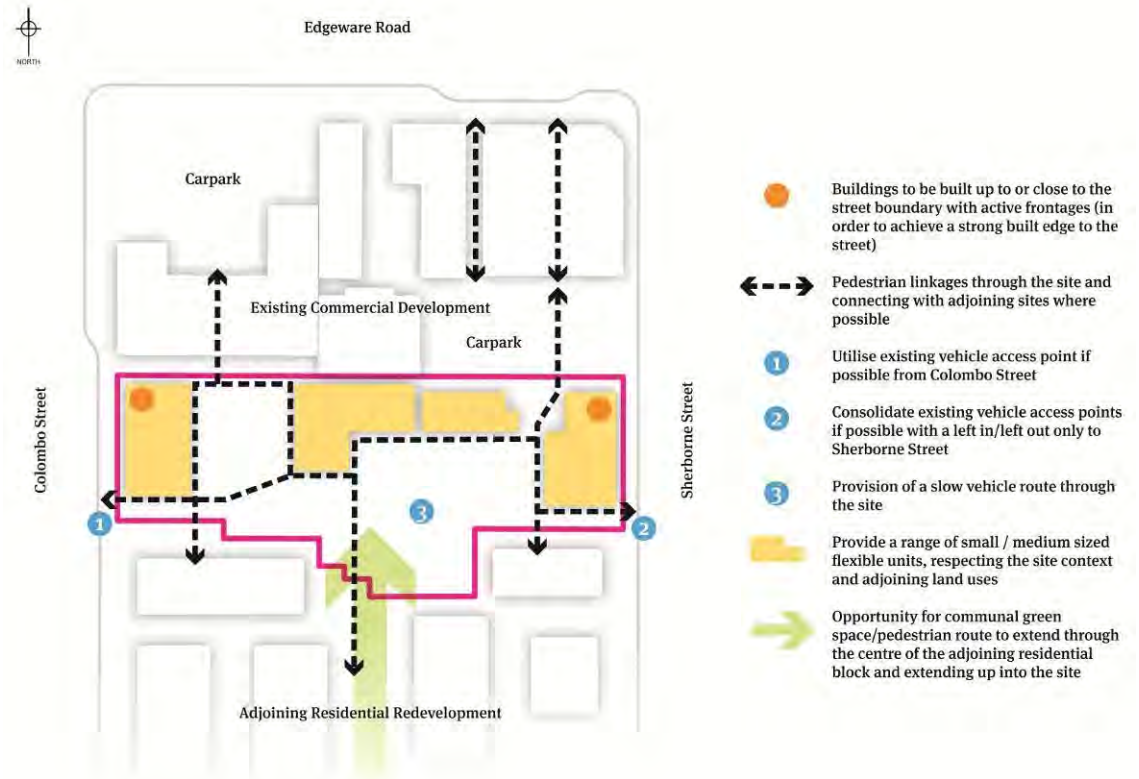 NORTH
Edgeware Road
Carpark
Existing Commercial Development
Carpark
Colombo Street
Sherborne Street
1
2
3
Adjoining Residential Redevelopment
Buildings to be built up to or close to the
street boundary with active frontages (in
order to achieve a strong built edge to the
street)
Pedestrian linkages through the site and
connecting with adjoining sites where
possible
1
Utilise existing vehicle access point if
possible from Colombo Street
2
Consolidate existing vehicle access points
if possible with a left in/left out only to
Sherborne Street
3
Provision of a slow vehicle route through
the site
Provide a range of small / medium sized
flexible units, respecting the site context
and adjoining land uses
Opportunity for communal green
space/pedestrian route to extend through
the centre of the adjoining residential
block and extending up into the site